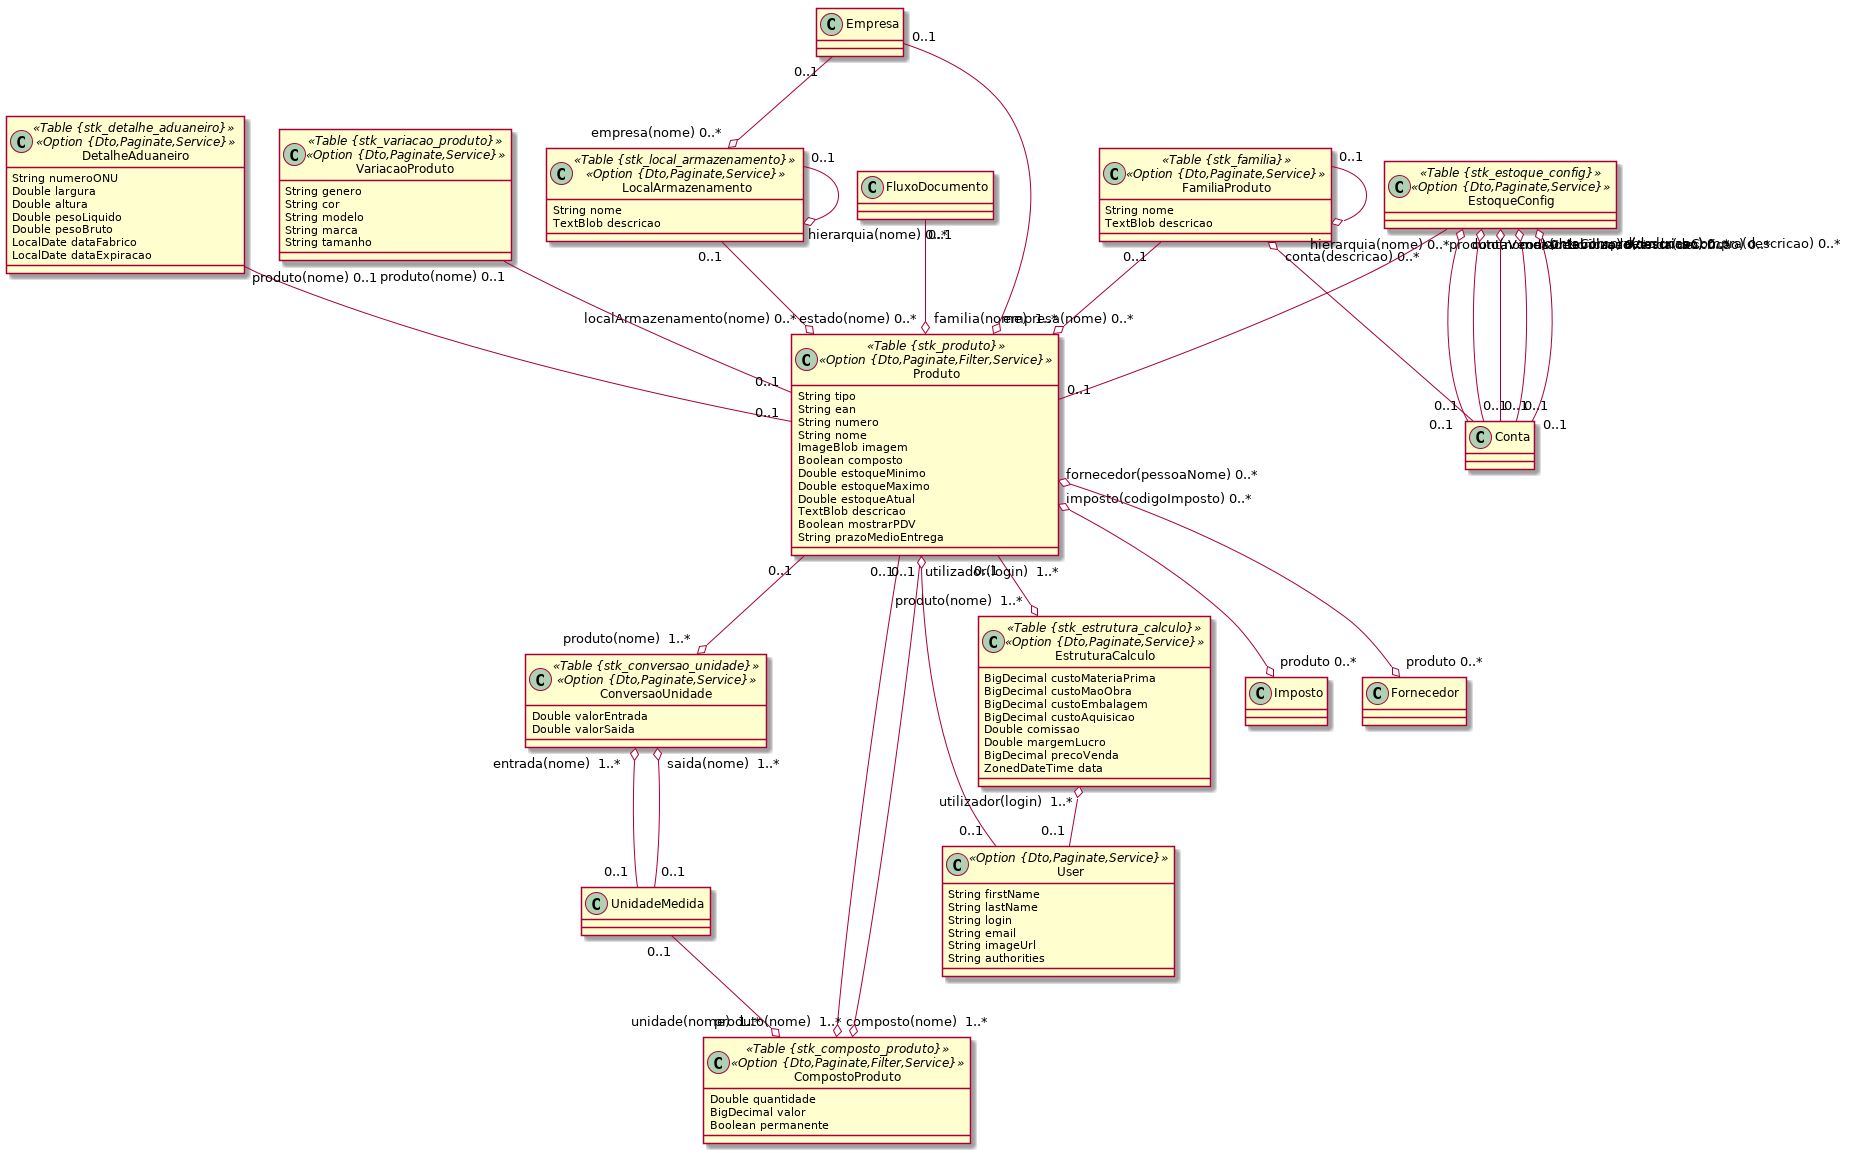 Empresa
0..1
0..1
empresa(nome) 0..*
«Table {stk_detalhe_aduaneiro}»
«Option {Dto,Paginate,Service}»
DetalheAduaneiro
String numeroONU
Double largura
Double altura
Double pesoLiquido
Double pesoBruto
LocalDate dataFabrico
LocalDate dataExpiracao
«Table {stk_variacao_produto}»
«Option {Dto,Paginate,Service}»
VariacaoProduto
String genero
String cor
String modelo
String marca
String tamanho
«Table {stk_local_armazenamento}»
«Option {Dto,Paginate,Service}»
LocalArmazenamento
String nome
TextBlob descricao
0..1
hierarquia(nome) 0..*
FluxoDocumento
0..1
«Table {stk_familia}»
«Option {Dto,Paginate,Service}»
FamiliaProduto
String nome
TextBlob descricao
0..1
hierarquia(nome) 0..*
«Table {stk_estoque_config}»
«Option {Dto,Paginate,Service}»
EstoqueConfig
conta(descricao) 0..*
0..1
0..1
produto(nome) 0..1
produto(nome) 0..1
localArmazenamento(nome) 0..*
estado(nome) 0..*
familia(nome) 1..*
empresa(nome) 0..*
«Table {stk_produto}»
«Option {Dto,Paginate,Filter,Service}»
Produto
String tipo
String ean
String numero
String nome
ImageBlob imagem
Boolean composto
Double estoqueMinimo
Double estoqueMaximo
Double estoqueAtual
TextBlob descricao
Boolean mostrarPDV
String prazoMedioEntrega
0..1
0..1
0..1
0..1
0..1
0..1
0..1
0..1
0..1
Conta
fornecedor(pessoaNome) 0..*
imposto(codigoImposto) 0..*
0..1
0..1
0..1
utilizador(login) 1..*
0..1
produto(nome) 1..*
produto(nome) 1..*
«Table {stk_conversao_unidade}»
«Option {Dto,Paginate,Service}»
ConversaoUnidade
Double valorEntrada
Double valorSaida
entrada(nome) 1..*
saida(nome) 1..*
«Table {stk_estrutura_calculo}»
«Option {Dto,Paginate,Service}»
EstruturaCalculo
BigDecimal custoMateriaPrima
BigDecimal custoMaoObra
BigDecimal custoEmbalagem
BigDecimal custoAquisicao
Double comissao
Double margemLucro
BigDecimal precoVenda
ZonedDateTime data
produto 0..*
Imposto
produto 0..*
Fornecedor
utilizador(login) 1..*
0..1
0..1
0..1
0..1
UnidadeMedida
0..1
«Option {Dto,Paginate,Service}»
User
String firstName
String lastName
String login
String email
String imageUrl
String authorities
unidade(nome) 1..*
produto(nome) 1..*
composto(nome) 1..*
«Table {stk_composto_produto}»
«Option {Dto,Paginate,Filter,Service}»
CompostoProduto
Double quantidade
BigDecimal valor
Boolean permanente